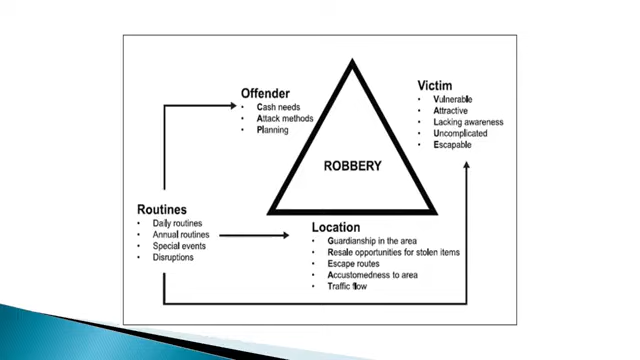 Offender
• Cash needs
• Attack methods
• Planning
Victim
• Vulnerable
• Attractive
• Lacking awareness
• Uncomplicated
• Escapable
ROBBERY
Routines
• Daily routines
• Annual routines
• Special events
• Disruptions
Location
• Guardianship in the area
• Resale opportunities for stolen items
• Escape routes
• Accustomedness to area
• Traffic flow